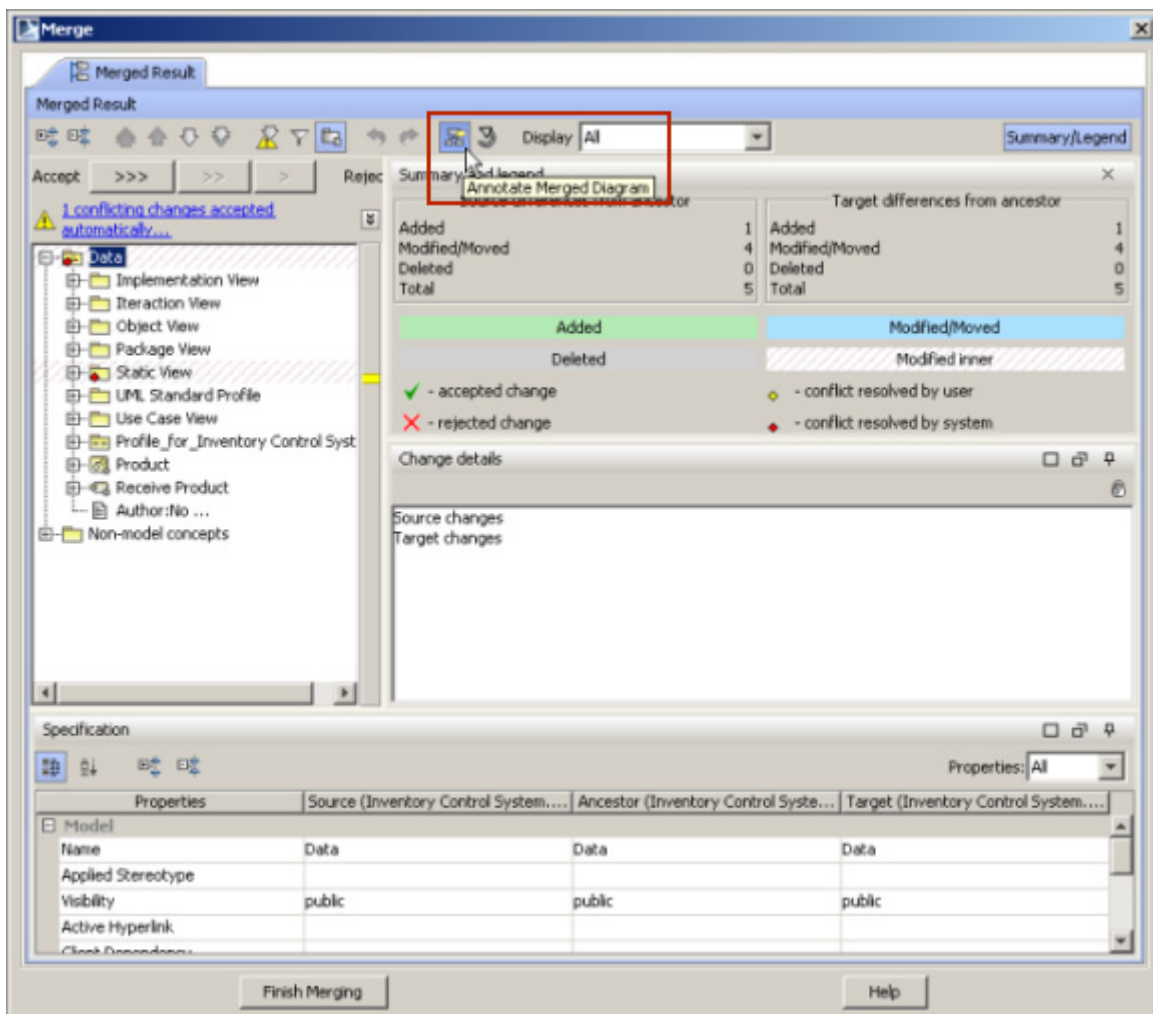 Merge
Merged Result
Merged Result
Display All
Summary/Legend
Accept >>> >> > Rejec
Summary and legend
Annotate Merged Diagram
1 conflicting changes accepted
automatically...
Source differences from ancestor
Added 1
Modified/Moved 4
Deleted 0
Total 5
Target differences from ancestor
Added 1
Modified/Moved 4
Deleted 0
Total 5
Added
Modified/Moved
Deleted
Modified inner
- accepted change
- conflict resolved by user
- rejected change
- conflict resolved by system
Data
Implementation View
Iteraction View
Object View
Package View
Static View
UML Standard Profile
Use Case View
Profile_for_Inventory Control Syst
Product
Receive Product
Author:No ...
Non-model concepts
Change details
Source changes
Target changes
Specification
Properties: All
Properties Source (Inventory Control System.... Ancestor (Inventory Control Syste... Target (Inventory Control System....
Model
Name Data Data Data
Applied Stereotype
Visibility public public public
Active Hyperlink
Client Dependency
Finish Merging Help